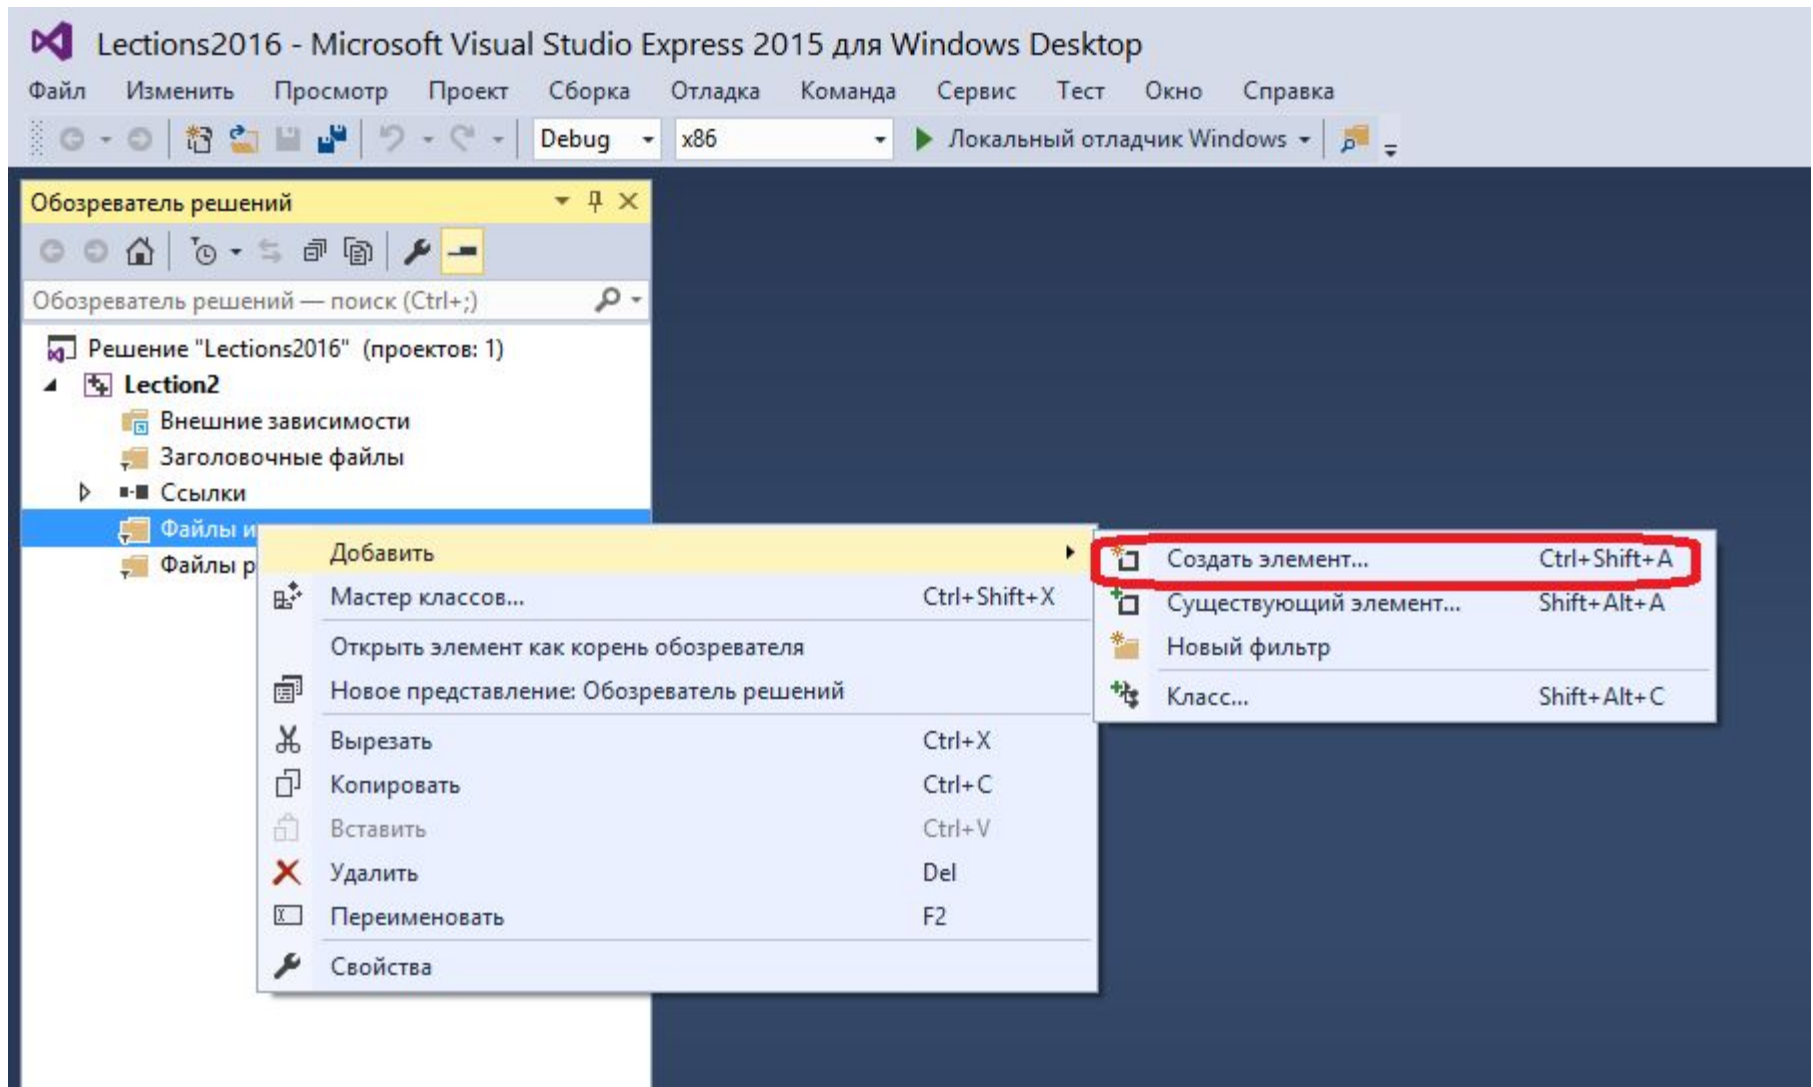 Lections2016 - Microsoft Visual Studio Express 2015 для Windows Desktop
Файл Изменить Просмотр Проект Сборка Отладка Команда Сервис Тест Окно Справка
Debug x86 Локальный отладчик Windows
Обозреватель решений
Обозреватель решений — поиск (Ctrl+;)
Решение "Lections2016" (проектов: 1)
Lection2
Внешние зависимости
Заголовочные файлы
Ссылки
Файлы и
Файлы р
Добавить
Мастер классов... Ctrl+Shift+X
Открыть элемент как корень обозревателя
Новое представление: Обозреватель решений
Вырезать Ctrl+X
Копировать Ctrl+C
Вставить Ctrl+V
Удалить Del
Переименовать F2
Свойства
Создать элемент... Ctrl+Shift+A
Существующий элемент... Shift+Alt+A
Новый фильтр
Класс... Shift+Alt+C